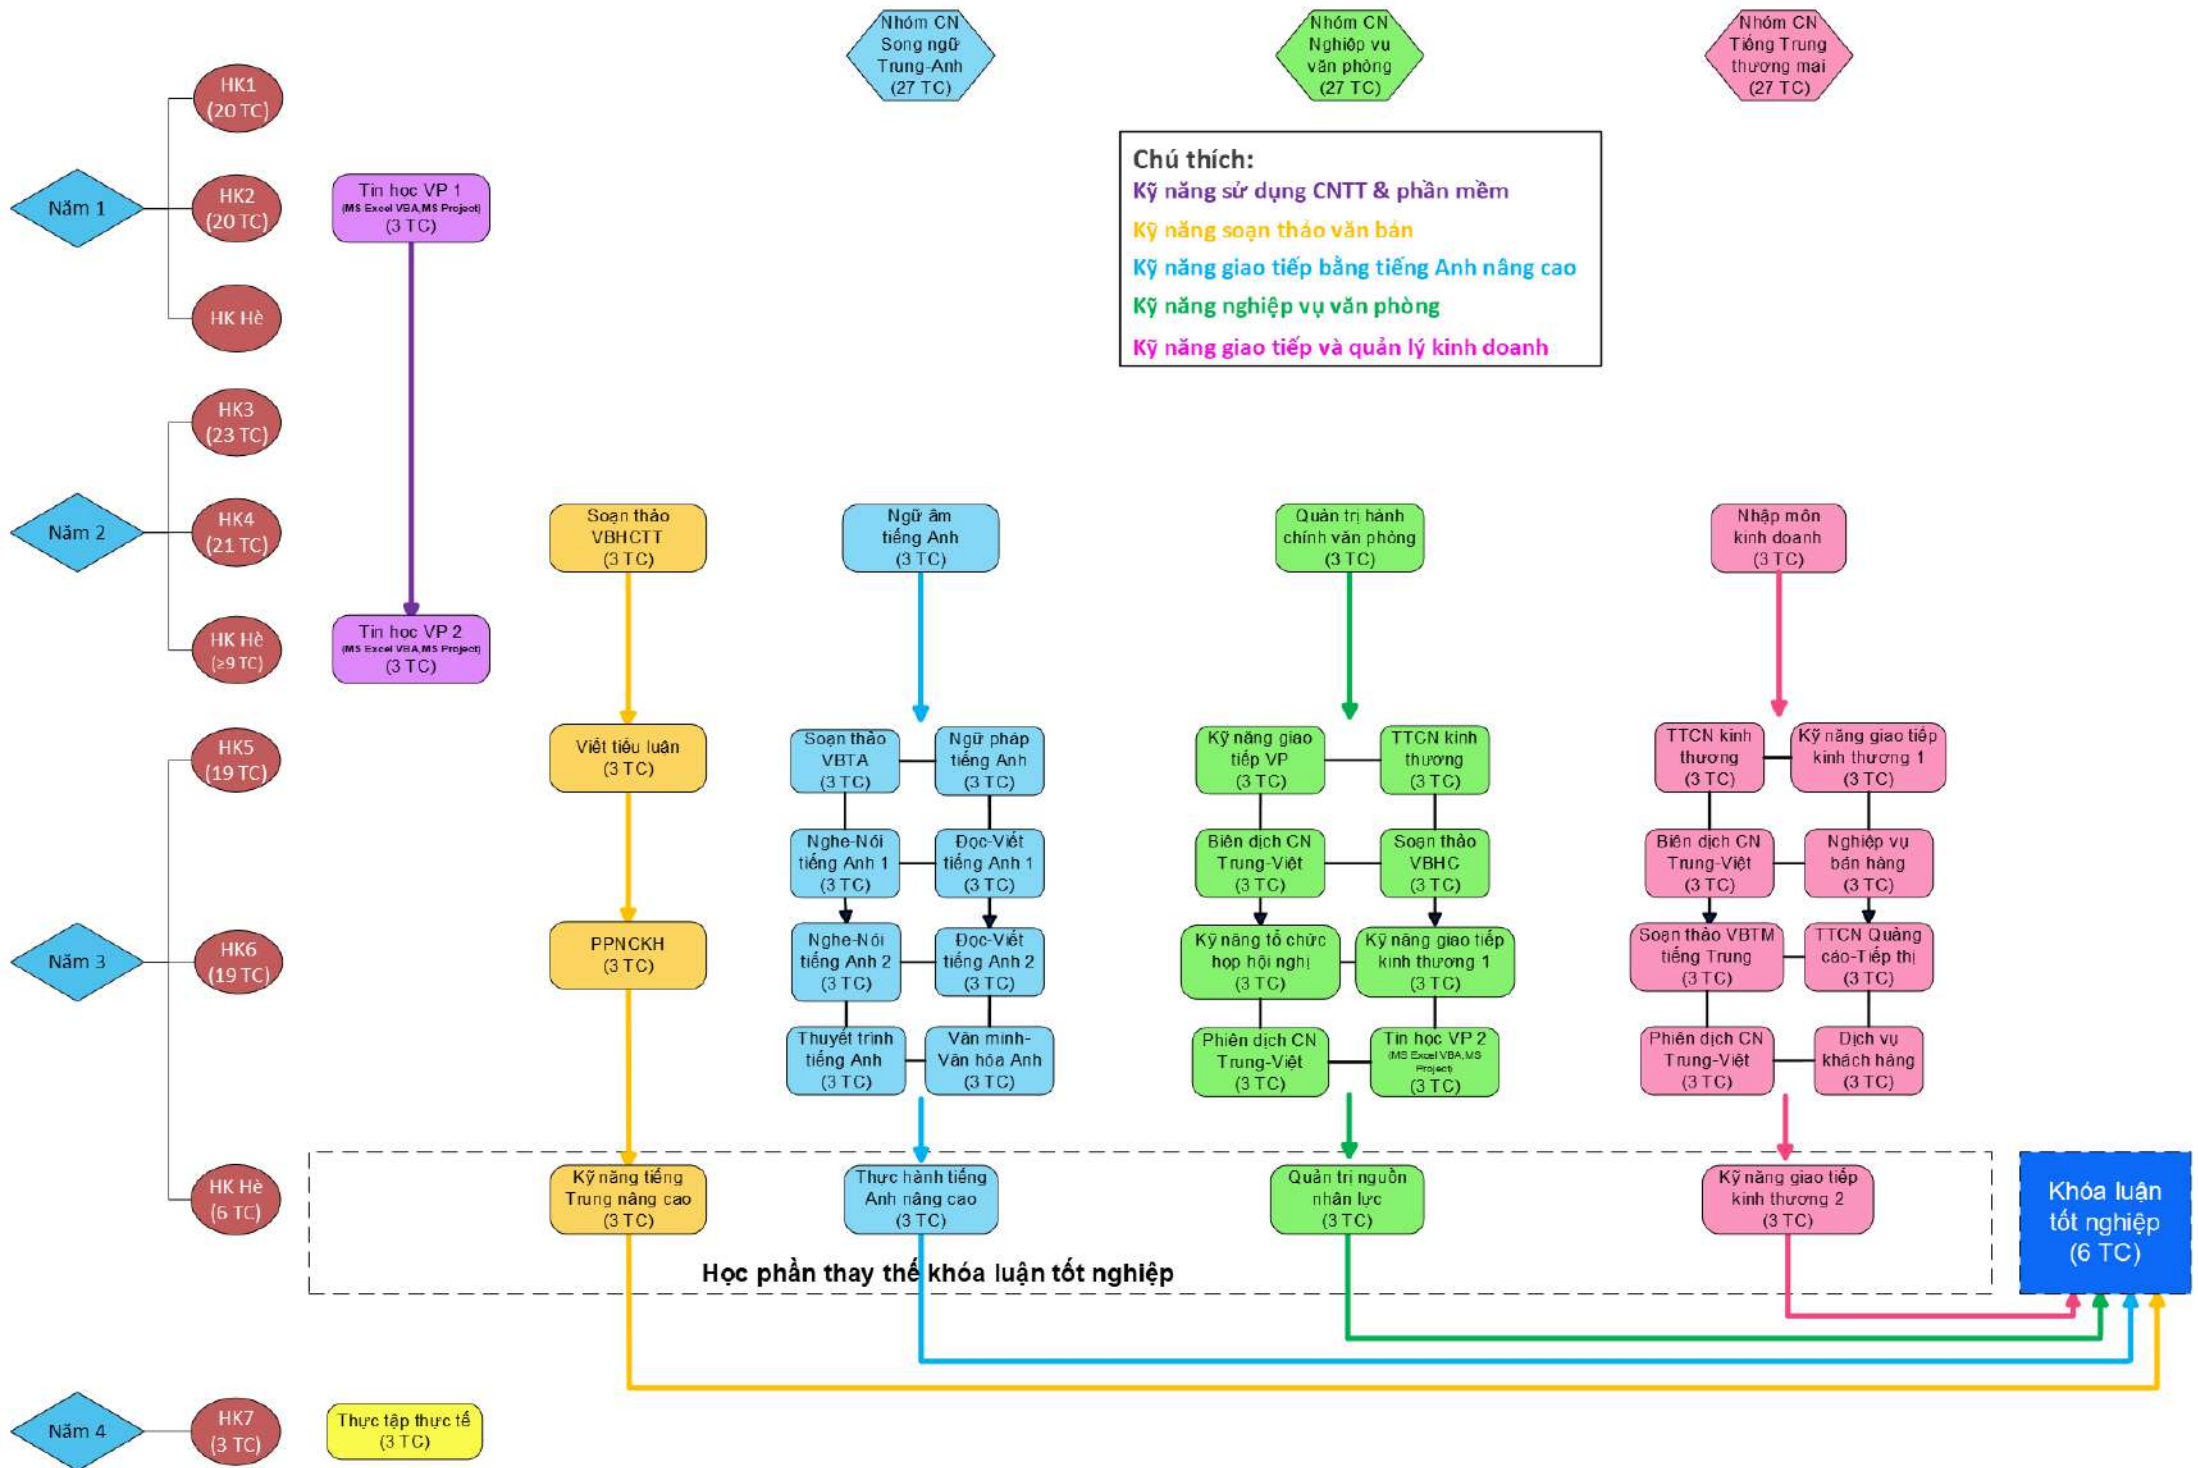 Nhóm CN
Song ngữ
Trung-Anh
(27 TC)
Nhóm CN
Nghiệp vụ
văn phòng
(27 TC)
Nhóm CN
Tiếng Trung
thương mai
(27 TC)
Chú thích:
Kỹ năng sử dụng CNTT & phần mềm
Kỹ năng soạn thảo văn bản
Kỹ năng giao tiếp bằng tiếng Anh nâng cao
Kỹ năng nghiệp vụ văn phòng
Kỹ năng giao tiếp và quản lý kinh doanh
Năm 1
HK1
(20 TC)
HK2
(20 TC)
HK Hè
Tin học VP 1
(MS Excel VBA,MS Project)
(3 TC)
Năm 2
HK3
(23 TC)
HK4
(21 TC)
HK Hè
(≥9 TC)
Soạn thảo
VBHCTT
(3 TC)
Ngữ âm
tiếng Anh
(3 TC)
Quản trị hành
chính văn phòng
(3 TC)
Nhập môn
kinh doanh
(3 TC)
Tin học VP 2
(MS Excel VBA,MS Project)
(3 TC)
Năm 3
HK5
(19 TC)
Viết tiểu luận
(3 TC)
Soạn thảo
VBTA
(3 TC)
Ngữ pháp
tiếng Anh
(3 TC)
Kỹ năng giao
tiếp VP
(3 TC)
TTCN kinh
thương
(3 TC)
TTCN kinh
thương
(3 TC)
Kỹ năng giao tiếp
kinh thương 1
(3 TC)
Nghe-Nói
tiếng Anh 1
(3 TC)
Đọc-Viết
tiếng Anh 1
(3 TC)
Biên dịch CN
Trung-Việt
(3 TC)
Soạn thảo
VBHC
(3 TC)
Biên dịch CN
Trung-Việt
(3 TC)
Nghiệp vụ
bán hàng
(3 TC)
HK6
(19 TC)
PPNCKH
(3 TC)
Nghe-Nói
tiếng Anh 2
(3 TC)
Đọc-Viết
tiếng Anh 2
(3 TC)
Kỹ năng tổ chức
họp hội nghị
(3 TC)
Kỹ năng giao tiếp
kinh thương 1
(3 TC)
Soạn thảo VBTM
tiếng Trung
(3 TC)
TTCN Quảng
cáo-Tiếp thị
(3 TC)
Thuyết trình
tiếng Anh
(3 TC)
Văn minh-
Văn hóa Anh
(3 TC)
Phiên dịch CN
Trung-Việt
(3 TC)
Tin học VP 2
(MS Excel VBA,MS
Project)
(3 TC)
Phiên dịch CN
Trung-Việt
(3 TC)
Dịch vụ
khách hàng
(3 TC)
HK Hè
(6 TC)
Kỹ năng tiếng
Trung nâng cao
(3 TC)
Thực hành tiếng
Anh nâng cao
(3 TC)
Quản trị nguồn
nhân lực
(3 TC)
Kỹ năng giao tiếp
kinh thương 2
(3 TC)
Khóa luận
tốt nghiệp
(6 TC)
Học phần thay thế khóa luận tốt nghiệp
Năm 4
HK7
(3 TC)
Thực tập thực tế
(3 TC)